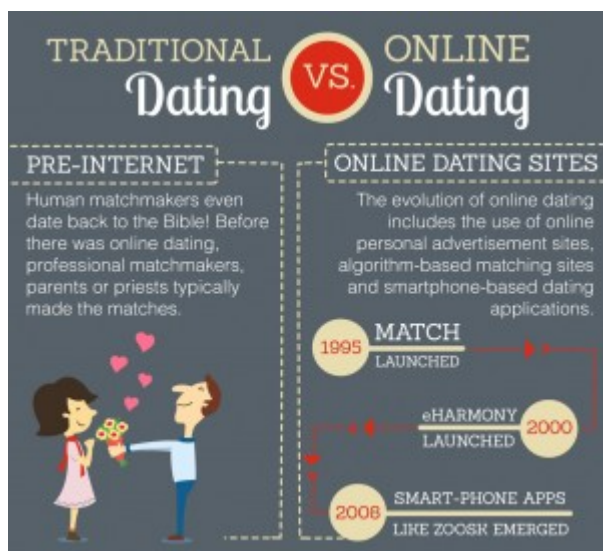 TRADITIONAL
Dating
VS.
ONLINE
Dating
PRE-INTERNET
Human matchmakers even
date back to the Bible! Before
there was online dating,
professional matchmakers,
parents or priests typically
made the matches.
ONLINE DATING SITES
The evolution of online dating
includes the use of online
personal advertisement sites,
algorithm-based matching sites
and smartphone-based dating
applications.
1995
MATCH
LAUNCHED
eHARMONY
LAUNCHED
2000
2008
SMART-PHONE APPS
LIKE ZOOSK EMERGED